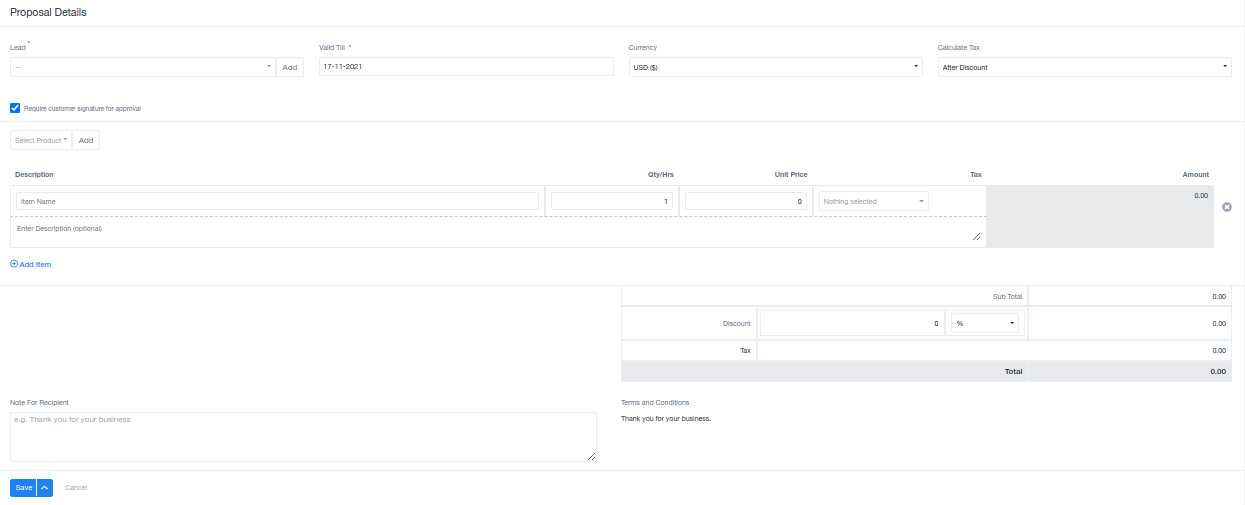 Proposal Details
Lead * Valid Till * Currency Calculate Tax
-- Add 17-11-2021 USD ($) After Discount
Require customer signature for approval
Select Product Add
Description Qty/Hrs Unit Price Tax Amount
Item Name 1 0 Nothing selected 0.00
Enter Description (optional)
Add Item
Sub Total 0.00
Discount 0 % 0.00
Tax 0.00
Total 0.00
Note For Recipient Terms and Conditions
e.g. Thank you for your business Thank you for your business.
Save Cancel